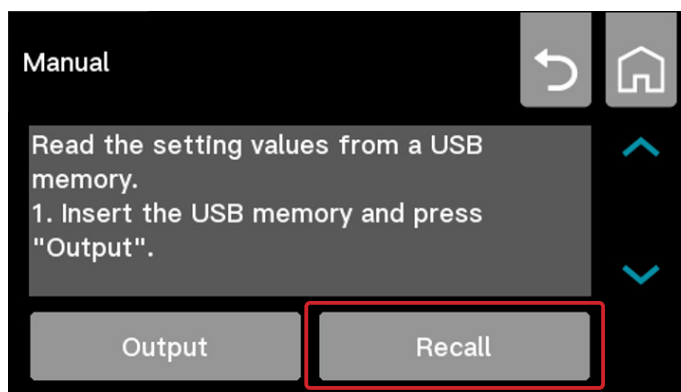 Manual
Read the setting values from a USB
memory.
1. Insert the USB memory and press
"Output".
Output
Recall